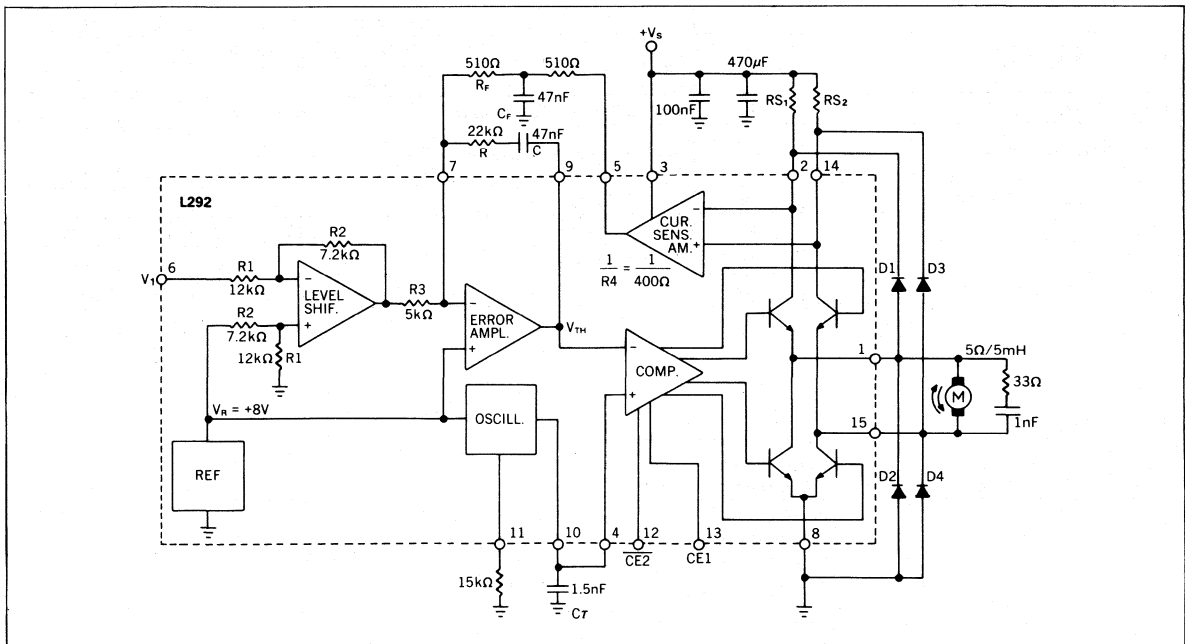 +Vs
510Ω
510Ω
RF
47nF
CF
22kΩ
R
47nF
C
470µF
100nF
RS1
RS2
7
9
5
3
2
14
L292
R2
7.2kΩ
V1
6
R1
12kΩ
LEVEL
SHIF.
R2
7.2kΩ
12kΩ
R1
R3
5kΩ
ERROR
AMPL.
VTH
CUR.
SENS.
AM.
1/R4 = 1/400Ω
COMP.
D1
D3
1
5Ω/5mH
33Ω
M
1nF
15
VR = +8V
REF
OSCILL.
D2
D4
11
10
4
12
13
8
CE2
CE1
15kΩ
1.5nF
CT